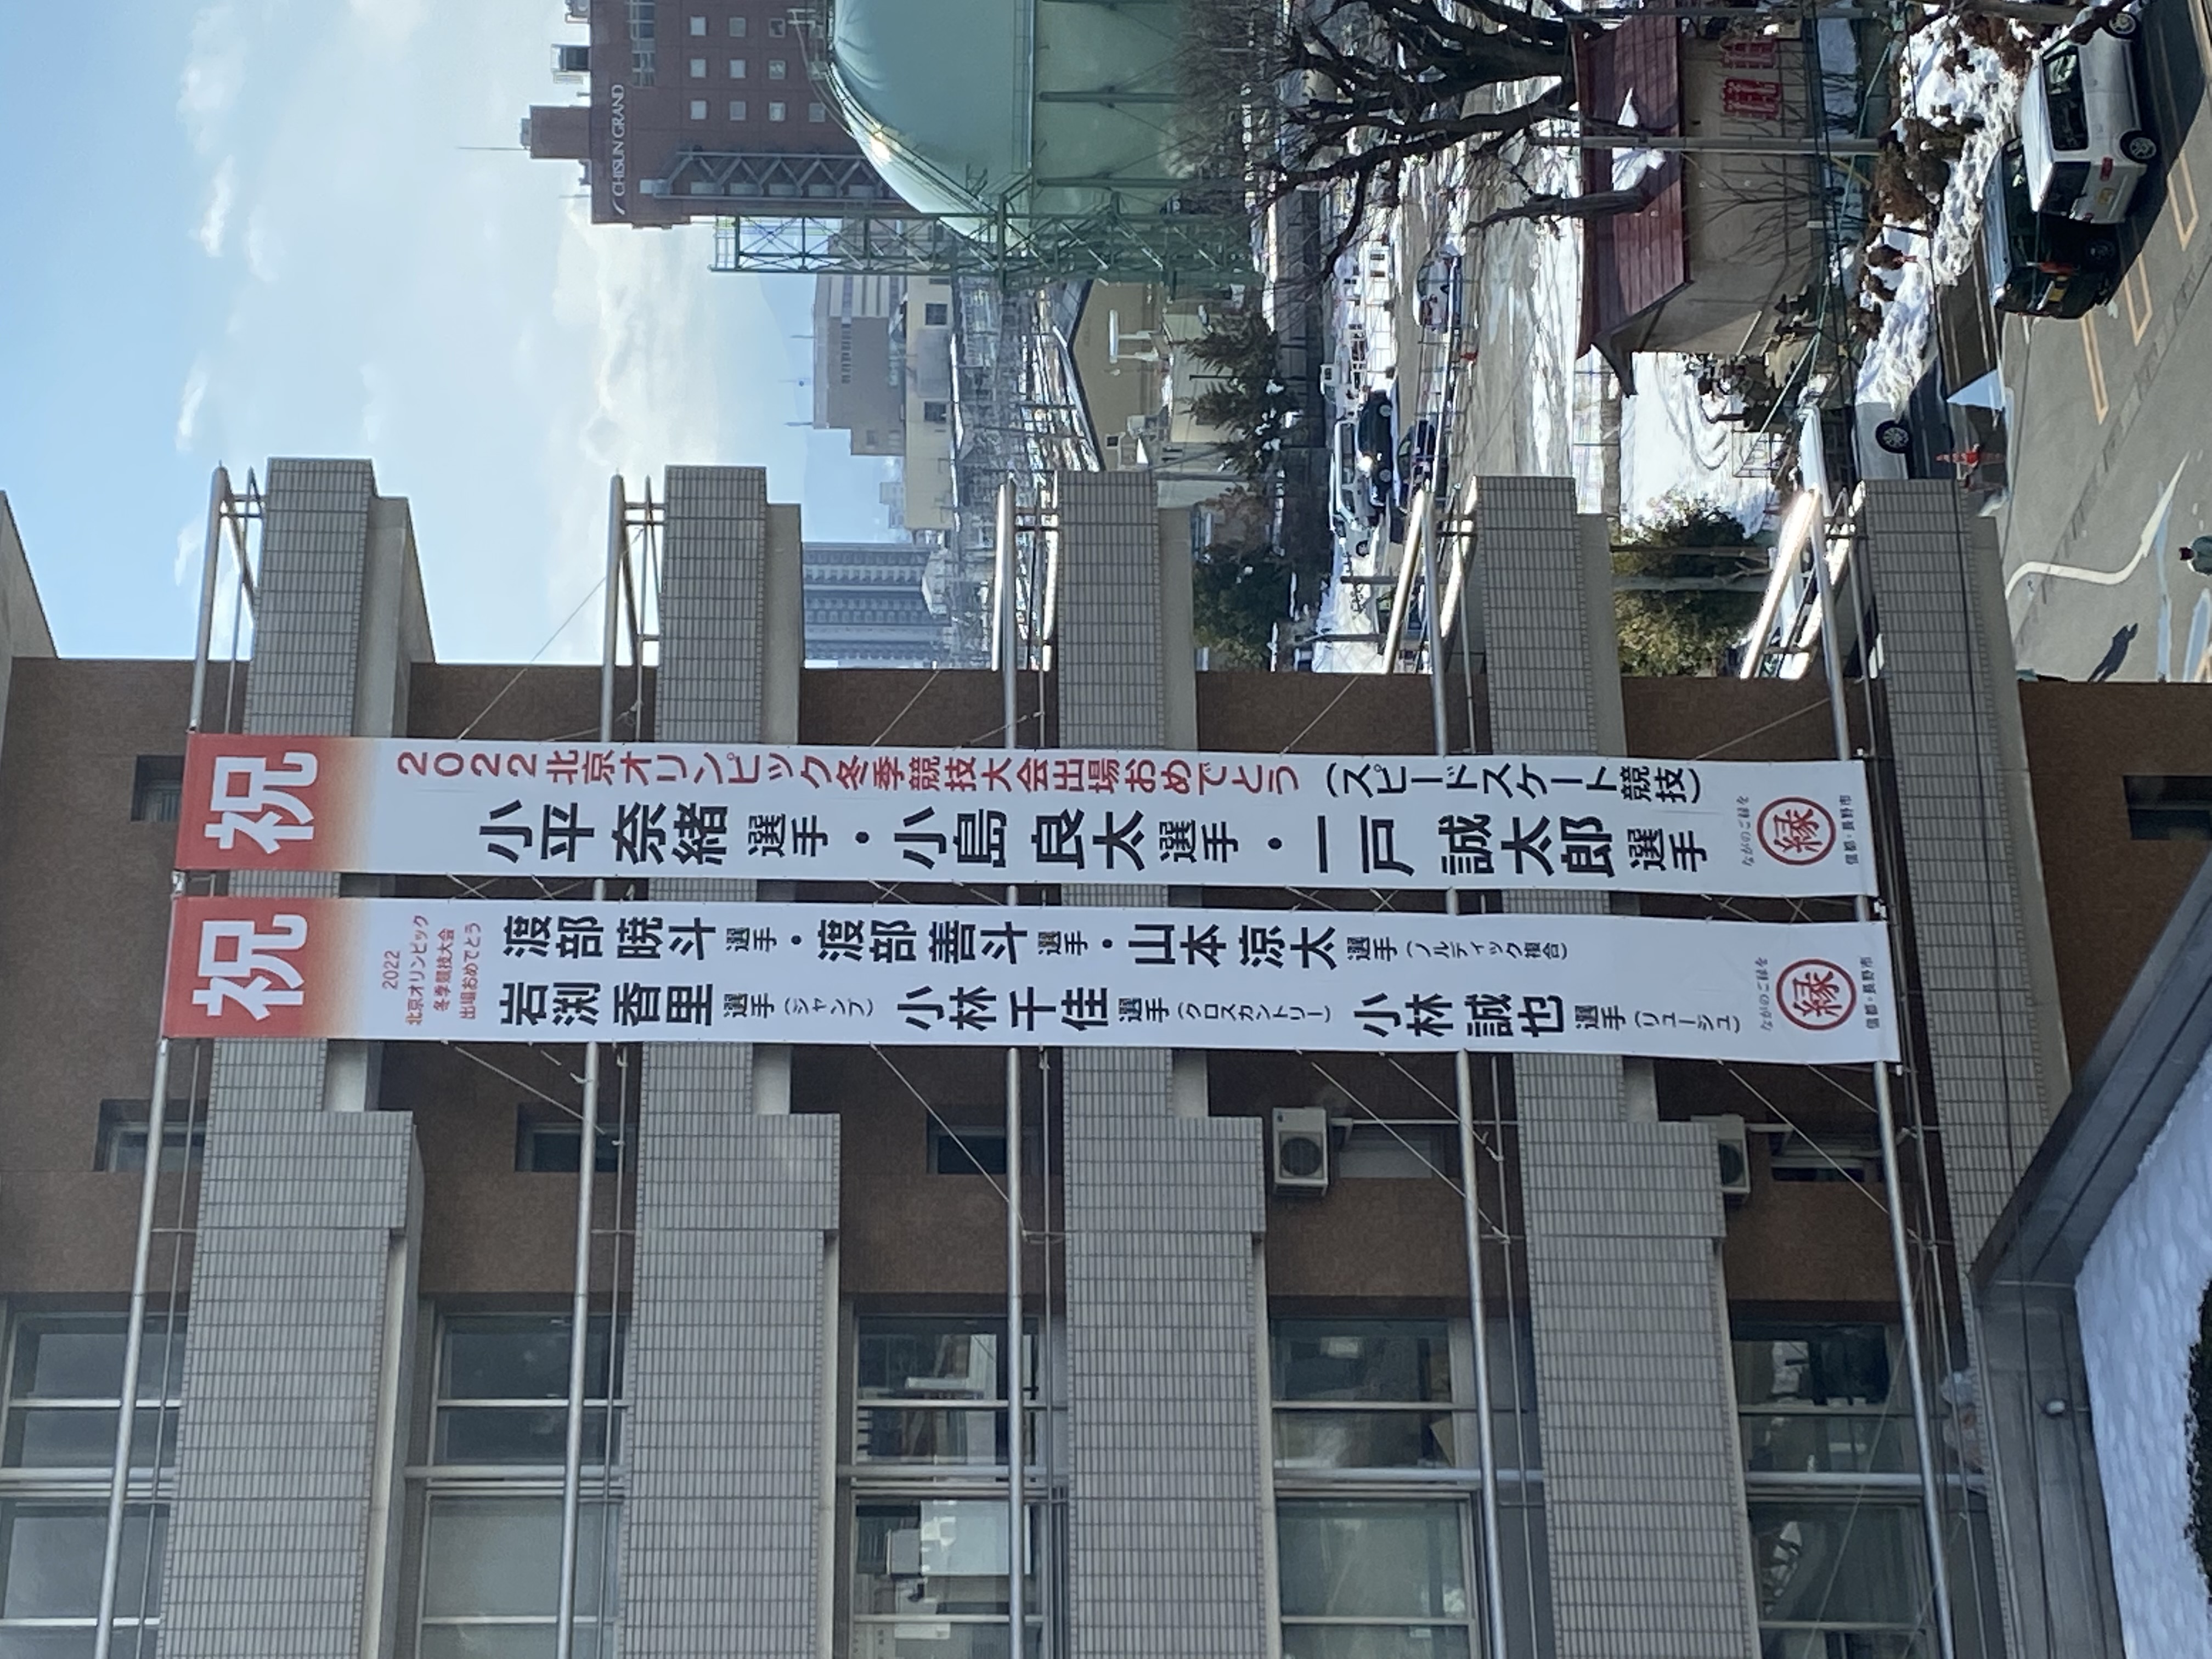 CHISUN GRAND
祝
2022北京オリンピック冬季競技大会出場おめでとう（スピードスケート競技）
小平 奈緒 選手・小島 良太 選手・一戸 誠太郎 選手
ながのご縁を
縁
信都・長野市
祝
2022
北京オリンピック
冬季競技大会
出場おめでとう
渡部 暁斗 選手・渡部 善斗 選手・山本 涼太 選手（ノルディック複合）
岩渕 香里 選手（ジャンプ） 小林 千佳 選手（クロスカントリー） 小林 誠也 選手（リュージュ）
ながのご縁を
縁
信都・長野市